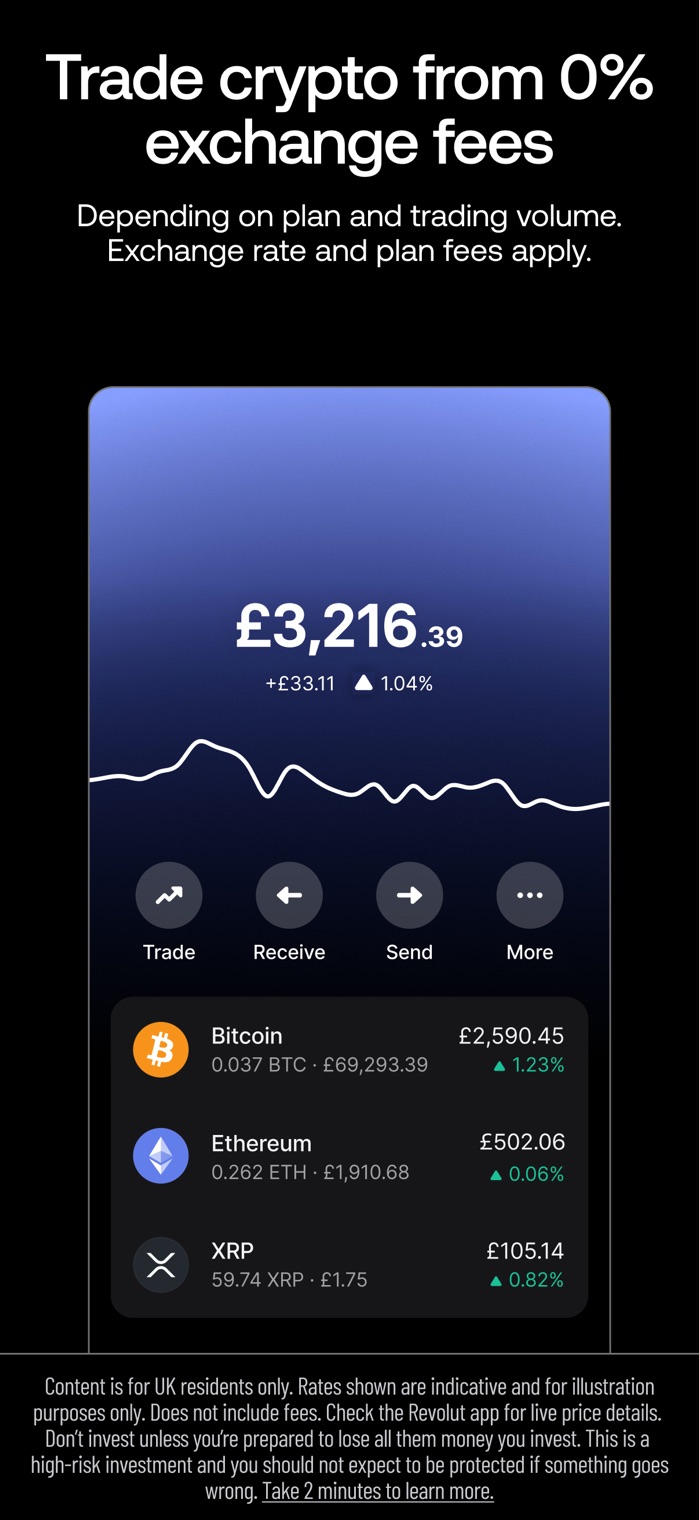 Trade crypto from 0%
exchange fees
Depending on plan and trading volume.
Exchange rate and plan fees apply.
£3,216.39
+£33.11 ▲ 1.04%
Trade Receive Send More
Bitcoin £2,590.45
0.037 BTC · £69,293.39 ▲ 1.23%
Ethereum £502.06
0.262 ETH · £1,910.68 ▲ 0.06%
XRP £105.14
59.74 XRP · £1.75 ▲ 0.82%
Content is for UK residents only. Rates shown are indicative and for illustration
purposes only. Does not include fees. Check the Revolut app for live price details.
Don’t invest unless you’re prepared to lose all them money you invest. This is a
high-risk investment and you should not expect to be protected if something goes
wrong. Take 2 minutes to learn more.